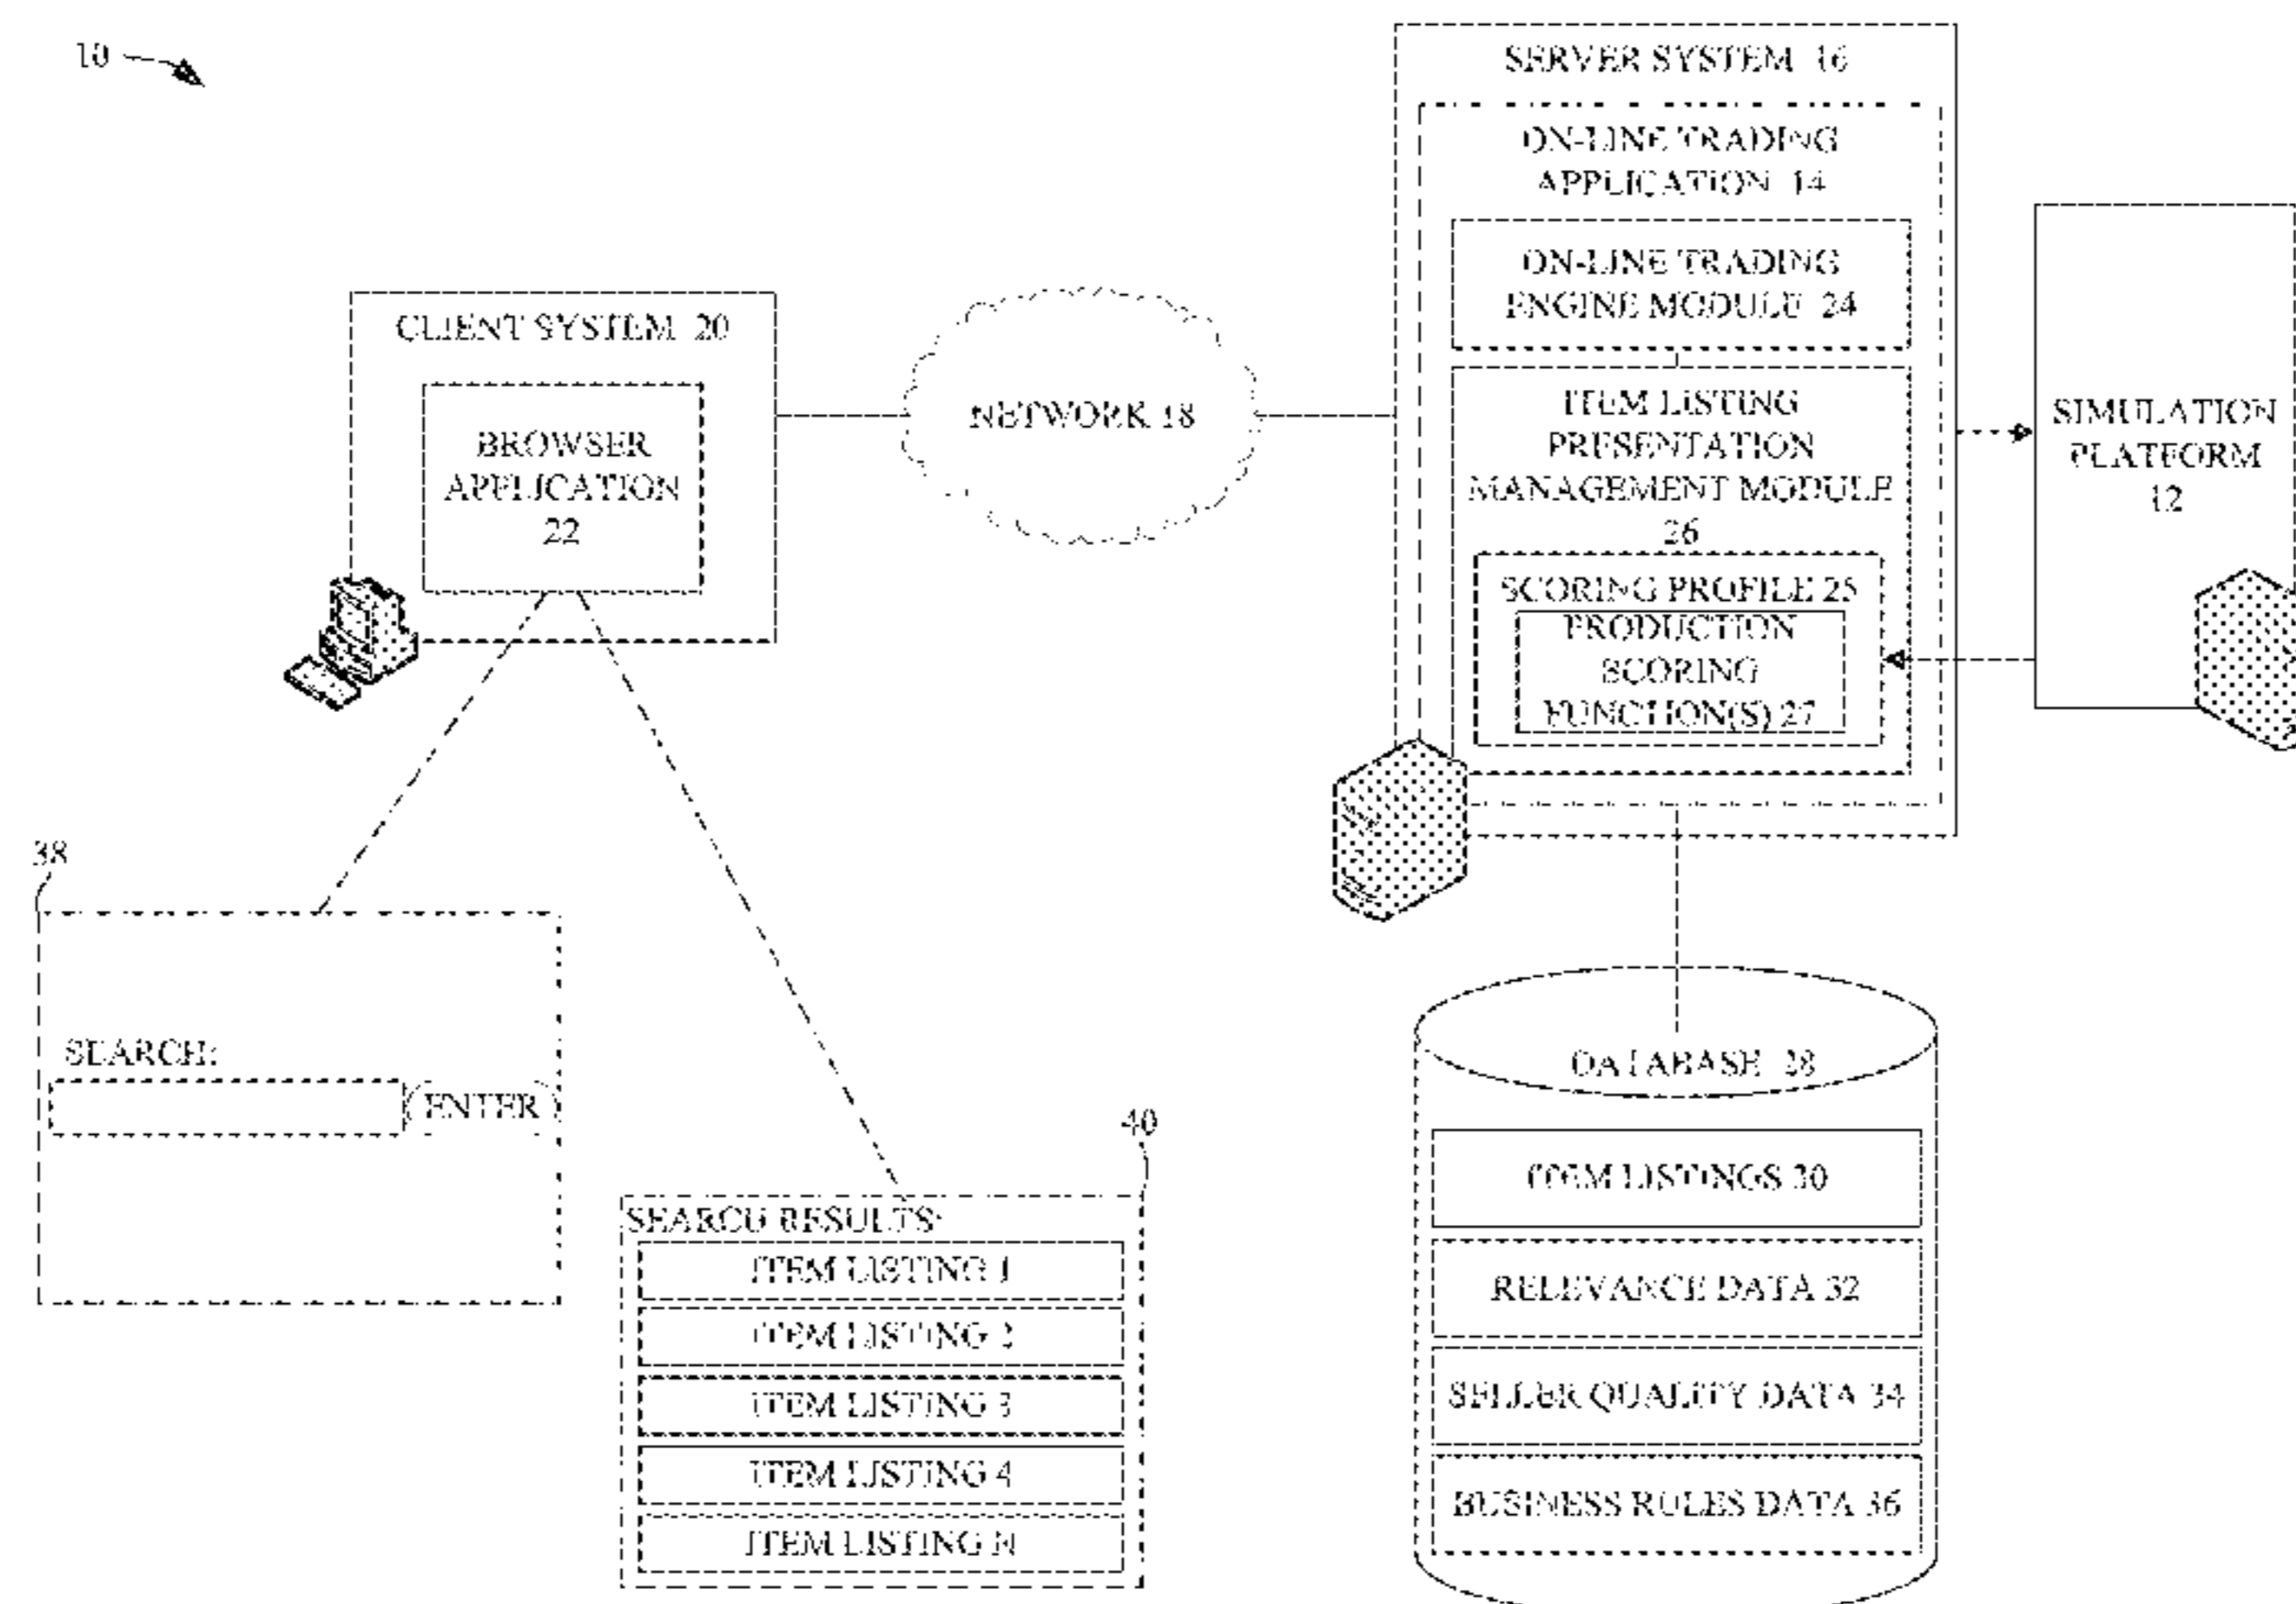 10
SERVER SYSTEM 16
ON-LINE TRADING
APPLICATION 14
ON-LINE TRADING
ENGINE MODULE 24
ITEM LISTING
PRESENTATION
MANAGEMENT MODULE
26
SCORING PROFILE 25
PRODUCTION
SCORING
FUNCTION(S) 27
SIMULATION
PLATFORM
12
CLIENT SYSTEM 20
BROWSER
APPLICATION
22
NETWORK 18
38
SEARCH:
ENTER
40
SEARCH RESULTS:
ITEM LISTING 1
ITEM LISTING 2
ITEM LISTING 3
ITEM LISTING 4
ITEM LISTING N
DATABASE 28
ITEM LISTINGS 30
RELEVANCE DATA 32
SELLER QUALITY DATA 34
BUSINESS RULES DATA 36